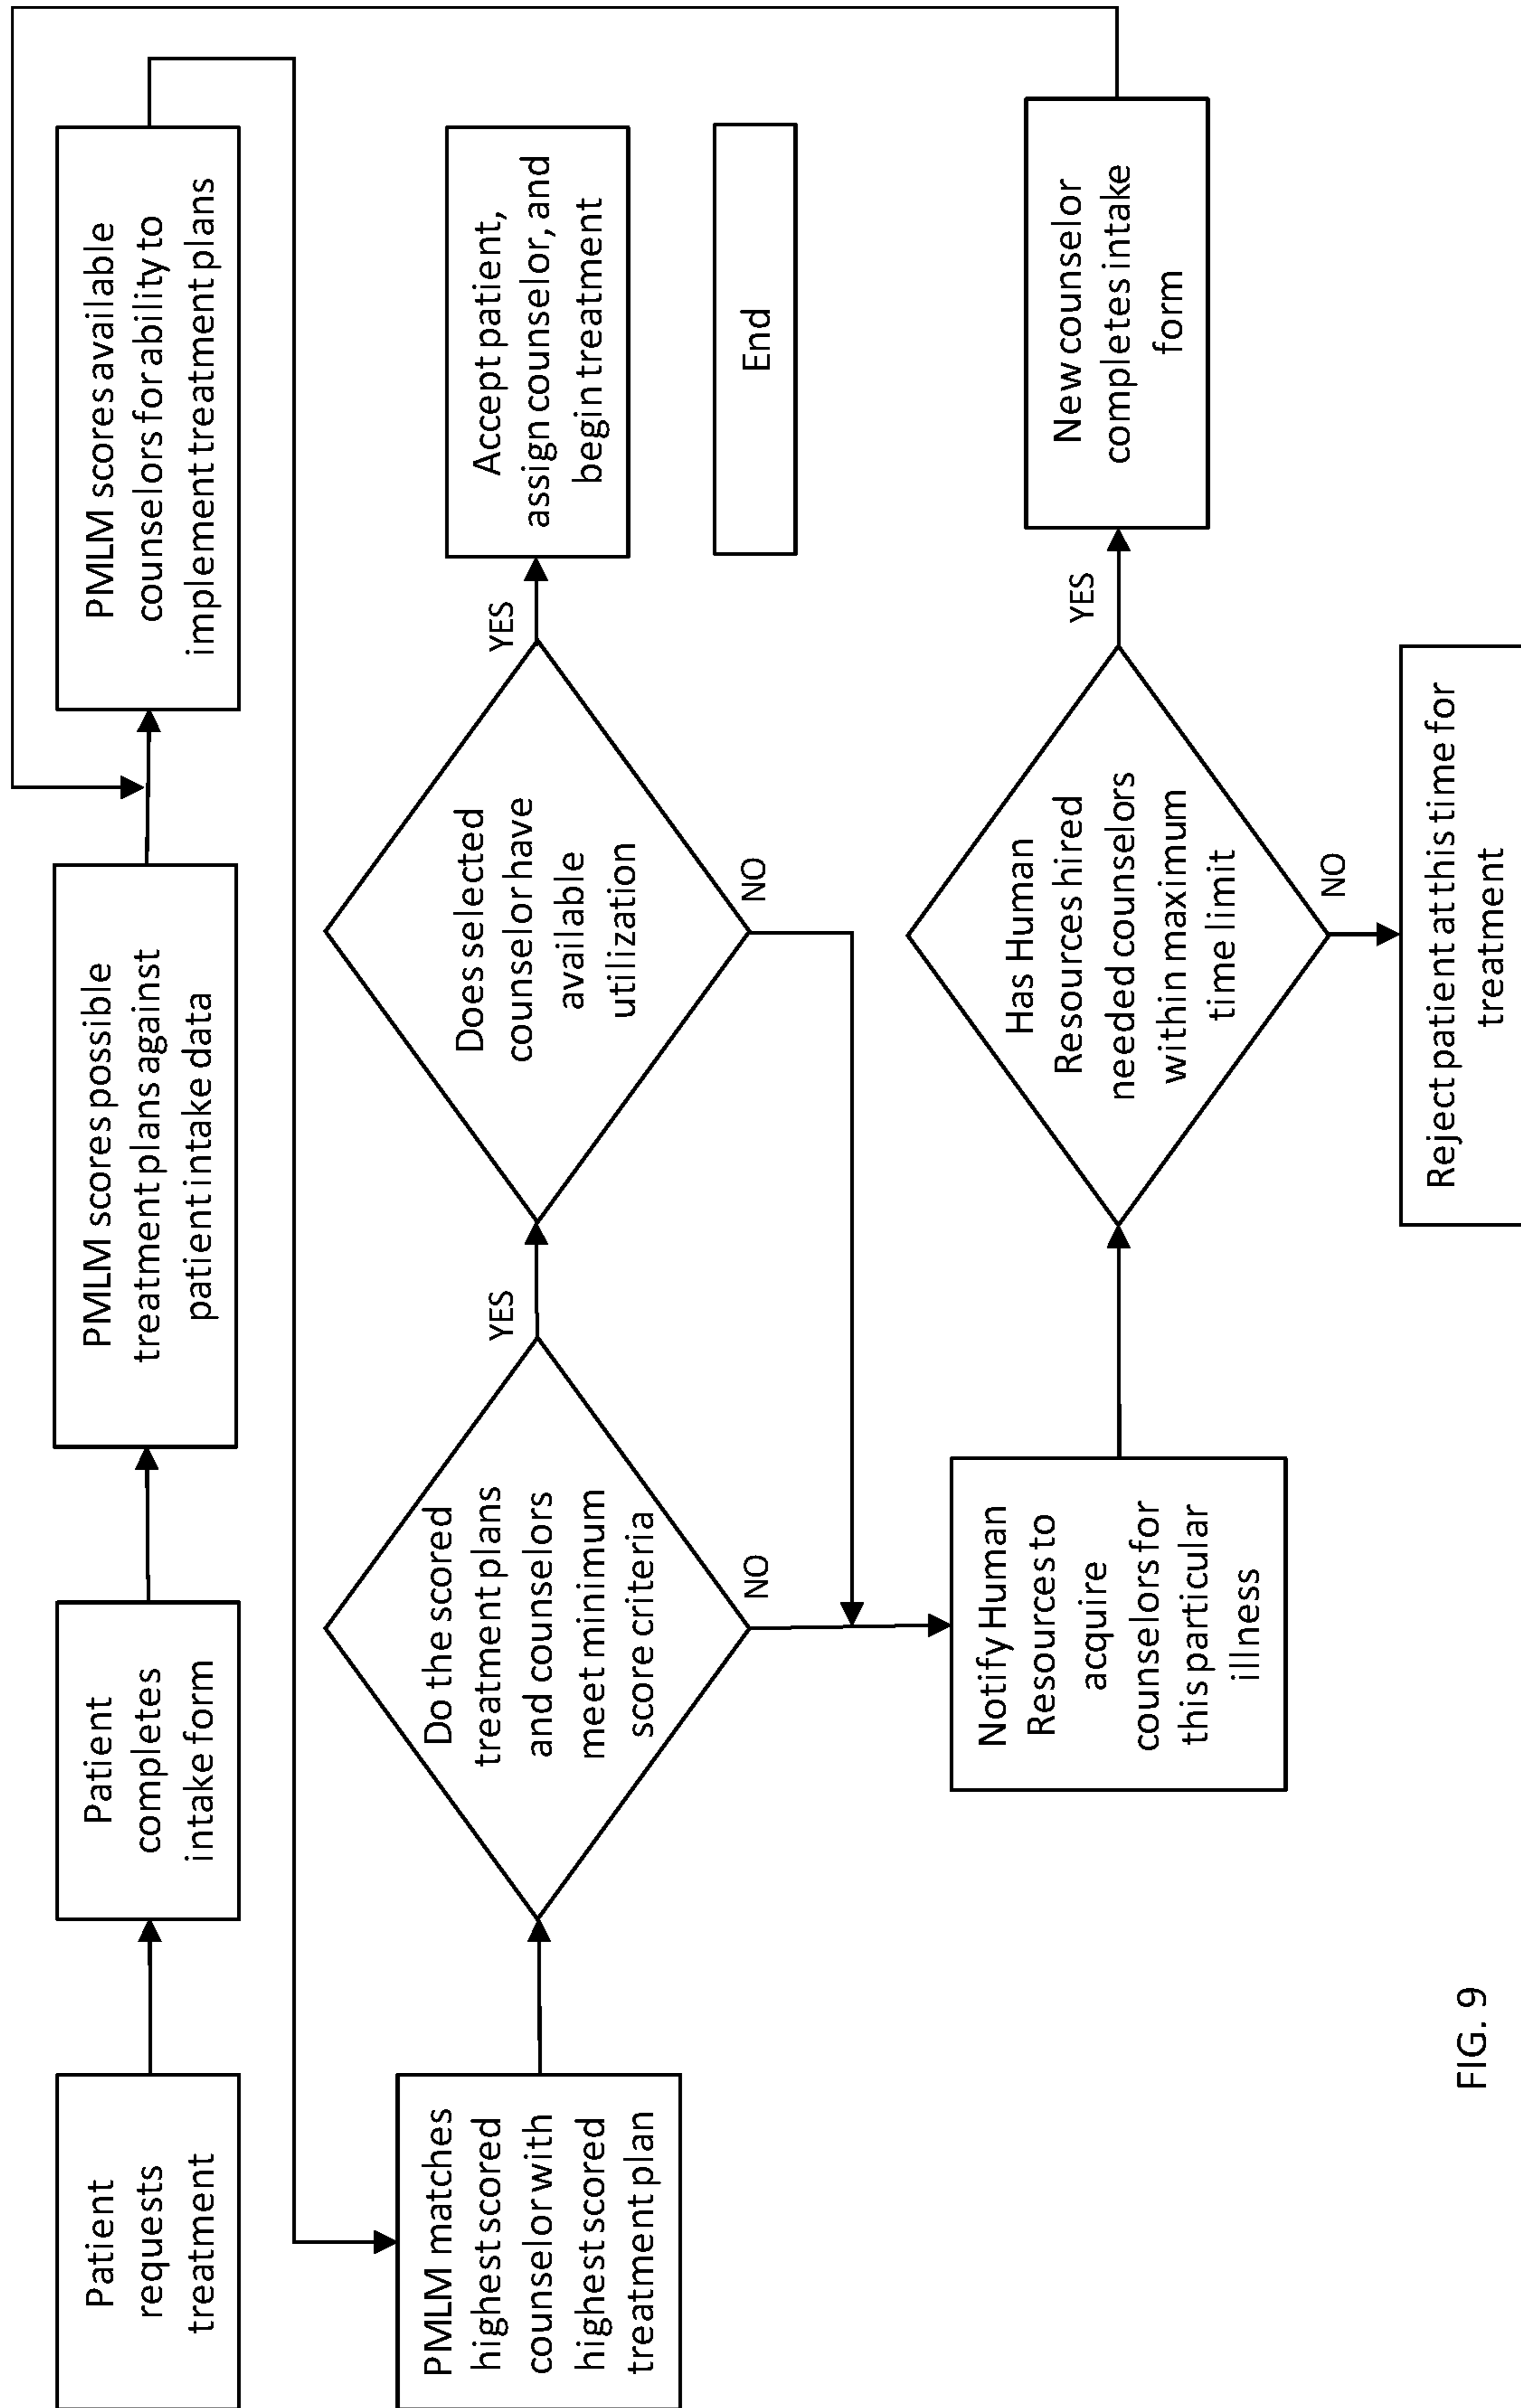 Patient
requests
treatment
Patient
completes
intake form
PMLM scores possible
treatment plans against
patient intake data
PMLM scores available
counselors for ability to
implement treatment plans
PMLM matches
highest scored
counselor with
highest scored
treatment plan
Do the scored
treatment plans
and counselors
meet minimum
score criteria
YES
NO
Does selected
counselor have
available
utilization
YES
NO
Accept patient,
assign counselor, and
begin treatment
End
Notify Human
Resources to
acquire
counselors for
this particular
illness
Has Human
Resources hired
needed counselors
within maximum
time limit
YES
NO
New counselor
completes intake
form
Reject patient at this time for
treatment
FIG. 9